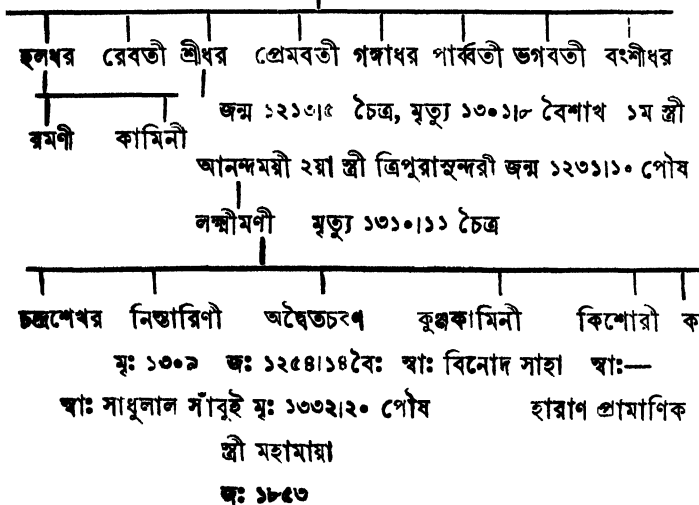 হলধর রেবতী শ্রীধর প্রেমবতী গঙ্গাধর পার্ব্বতী ভগবতী বংশীধর
জন্ম ১২১৩।৫ চৈত্র, মৃত্যু ১৩০১।৮ বৈশাখ ১ম স্ত্রী
রমণী কামিনী
আনন্দময়ী ২য়া স্ত্রী ত্রিপুরাসুন্দরী জন্ম ১২৩১।১০ পৌষ
লক্ষ্মীমণী মৃত্যু ১৩১০।১১ চৈত্র
চন্দ্রশেখর নিস্তারিণী অদ্বৈতচরণ কুঞ্জকামিনী কিশোরী ক
মৃঃ ১৩০৯ জঃ ১২৫৪।১৪বৈঃ স্বাঃ বিনোদ সাহা স্বাঃ—
স্বাঃ সাধুলাল সাঁবুই মৃঃ ১৩৩২।২০ পৌষ হারাণ প্রামাণিক
স্ত্রী মহামায়া
জঃ ১৮৫৩